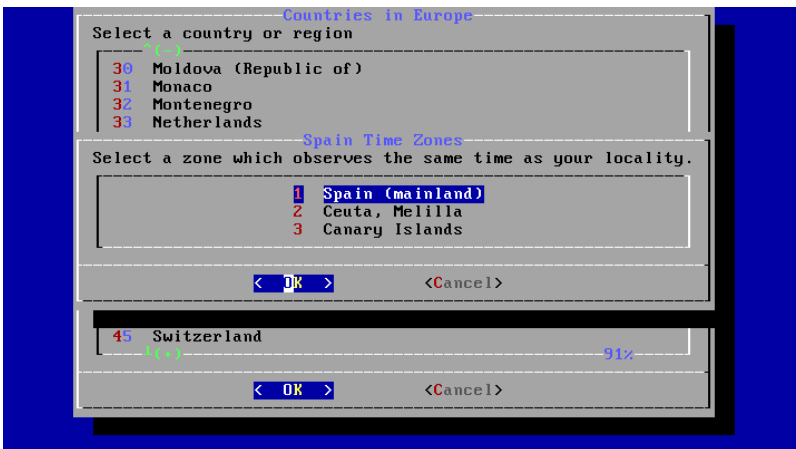 Countries in Europe
Select a country or region
^(-)
30 Moldova (Republic of)
31 Monaco
32 Montenegro
33 Netherlands
Spain Time Zones
Select a zone which observes the same time as your locality.
1 Spain (mainland)
2 Ceuta, Melilla
3 Canary Islands
< OK > <Cancel>
45 Switzerland
┴(+) 91%
< OK > <Cancel>